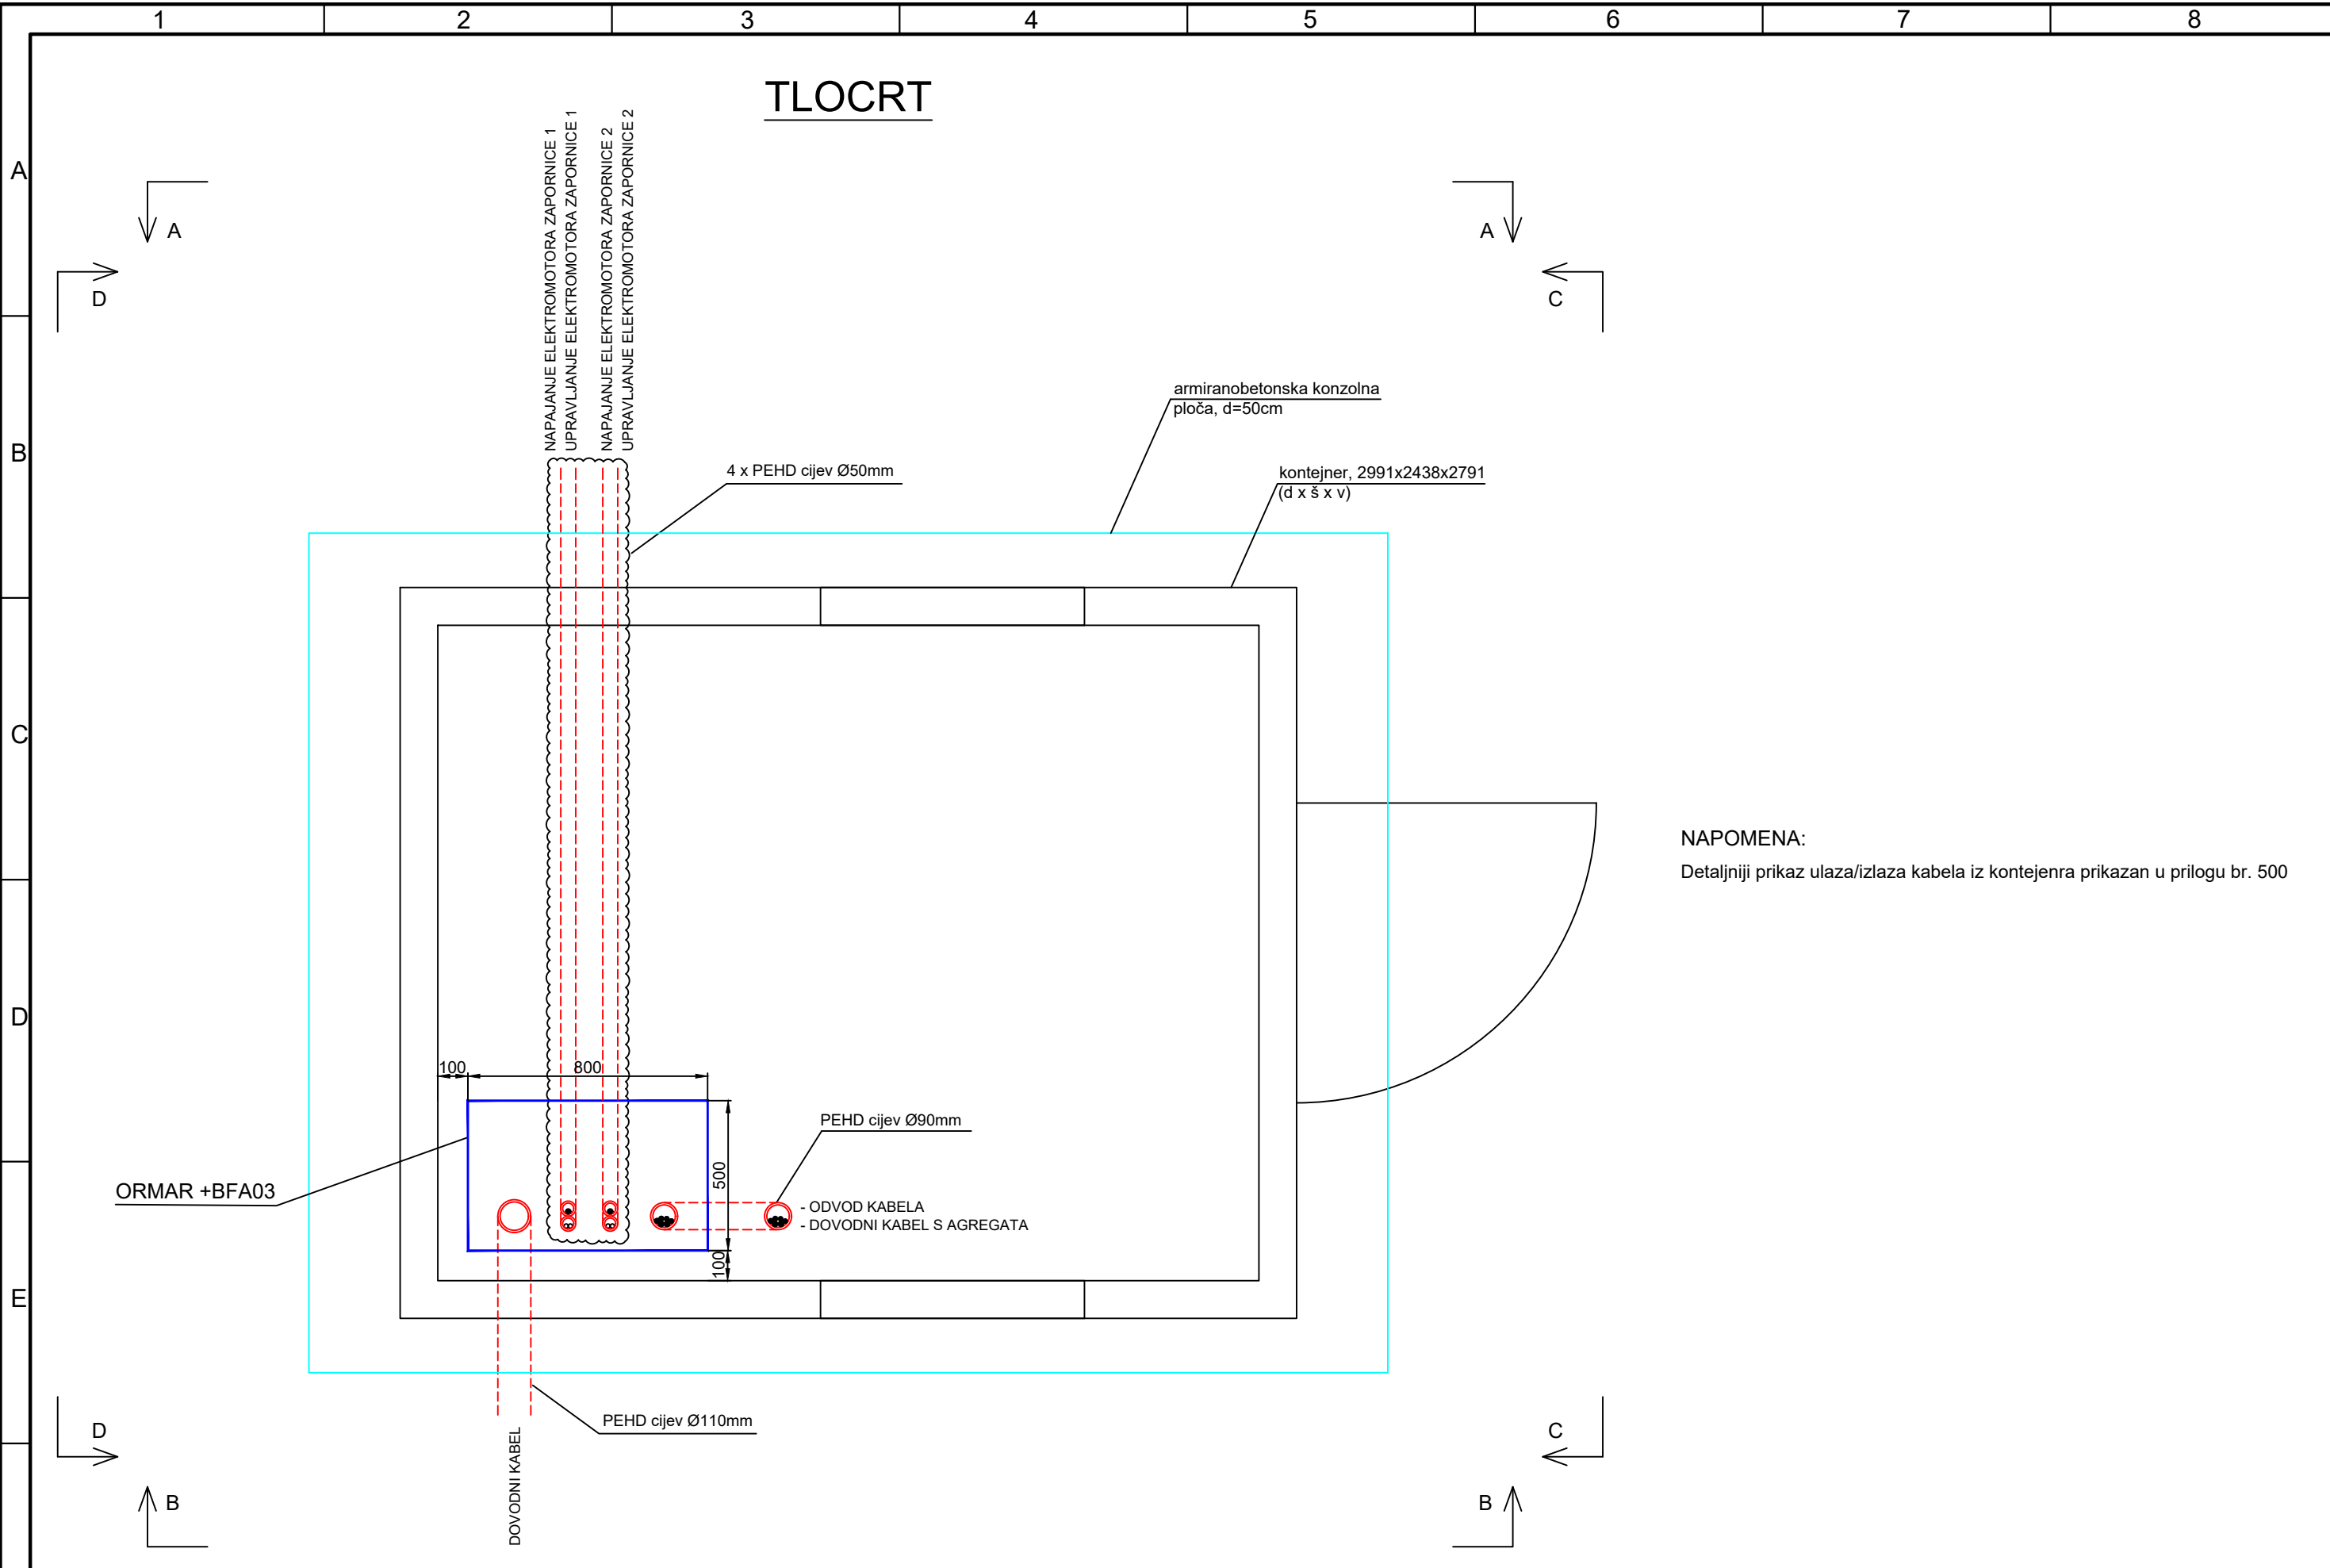 1 2 3 4 5 6 7 8
TLOCRT
A
B
C
D
E
NAPAJANJE ELEKTROMOTORA ZAPORNICE 1
UPRAVLJANJE ELEKTROMOTORA ZAPORNICE 1
NAPAJANJE ELEKTROMOTORA ZAPORNICE 2
UPRAVLJANJE ELEKTROMOTORA ZAPORNICE 2
A
A
D
C
armiranobetonska konzolna
ploča, d=50cm
4 x PEHD cijev Ø50mm
kontejner, 2991x2438x2791
(d x š x v)
NAPOMENA:
Detaljniji prikaz ulaza/izlaza kabela iz kontejenra prikazan u prilogu br. 500
100
800
PEHD cijev Ø90mm
500
ORMAR +BFA03
- ODVOD KABELA
- DOVODNI KABEL S AGREGATA
100
PEHD cijev Ø110mm
DOVODNI KABEL
D
C
B
B